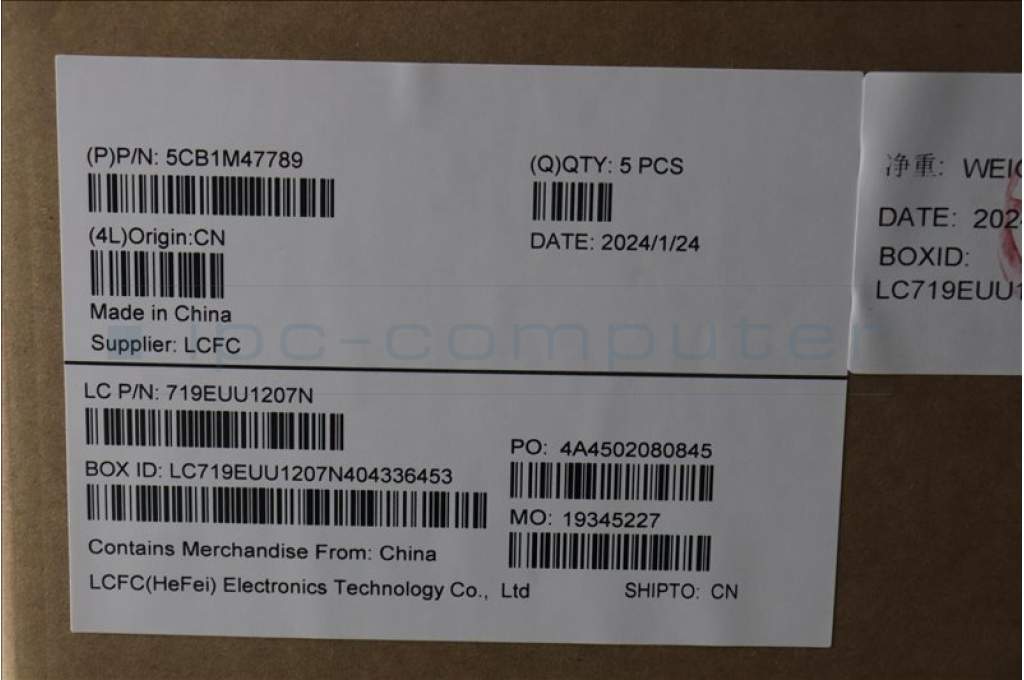 (P)P/N: 5CB1M47789
(Q)QTY: 5 PCS
(4L)Origin:CN
DATE: 2024/1/24
Made in China
Supplier: LCFC
ipc-computer
LC P/N: 719EUU1207N
PO: 4A4502080845
BOX ID: LC719EUU1207N404336453
MO: 19345227
Contains Merchandise From: China
LCFC(HeFei) Electronics Technology Co., Ltd
SHIPTO: CN
净重:
DATE: 202
BOXID:
LC719EUU1